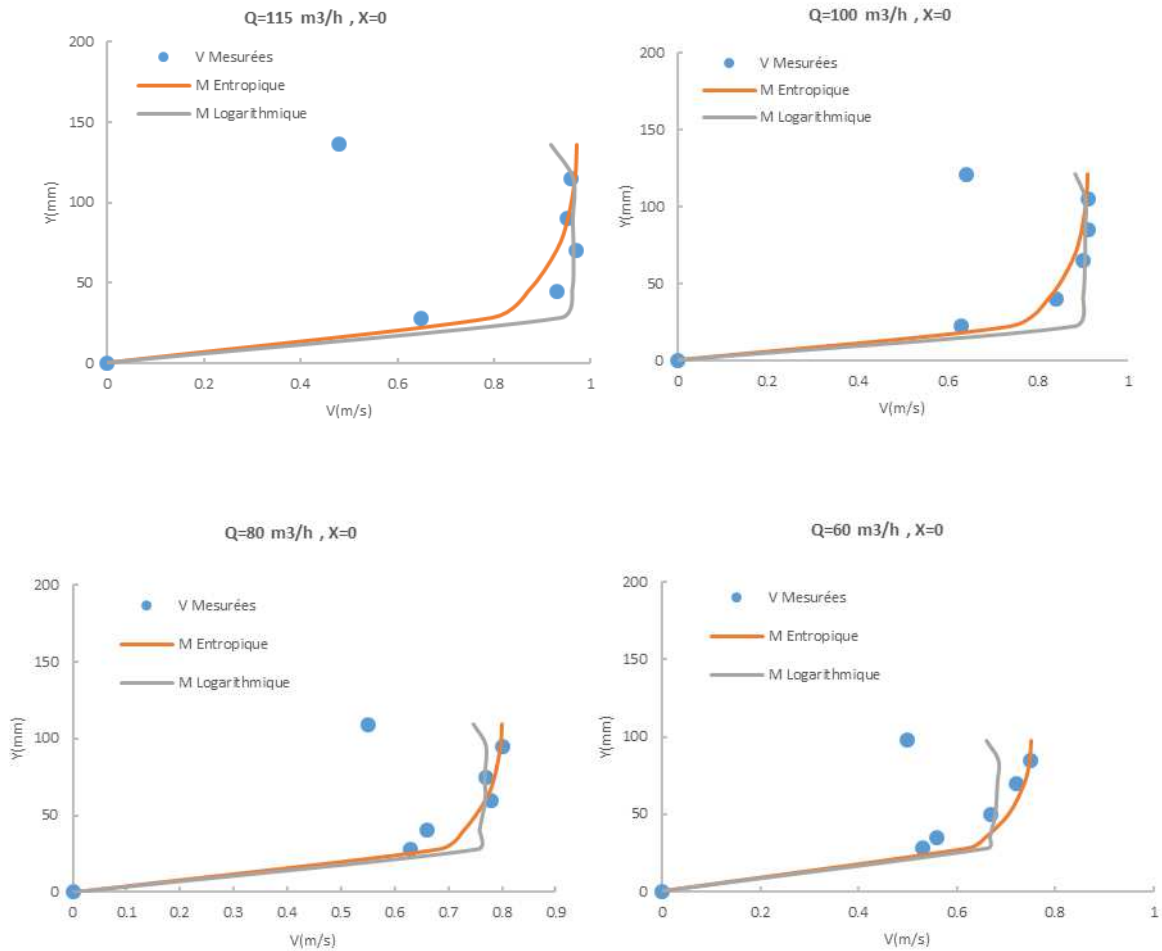 Q=115 m3/h , X=0
200
150
100
50
0
Y(mm)
V Mesurées
M Entropique
M Logarithmique
0 0.2 0.4 0.6 0.8 1
V(m/s)
Q=100 m3/h , X=0
200
150
100
50
0
Y(mm)
V Mesurées
M Entropique
M Logarithmique
0 0.2 0.4 0.6 0.8 1
V(m/s)
Q=80 m3/h , X=0
200
150
100
50
0
Y(mm)
V Mesurées
M Entropique
M Logarithmique
0 0.1 0.2 0.3 0.4 0.5 0.6 0.7 0.8 0.9
V(m/s)
Q=60 m3/h , X=0
200
150
100
50
0
Y(mm)
V Mesurées
M Entropique
M Logarithmique
0 0.2 0.4 0.6 0.8 1
V(m/s)